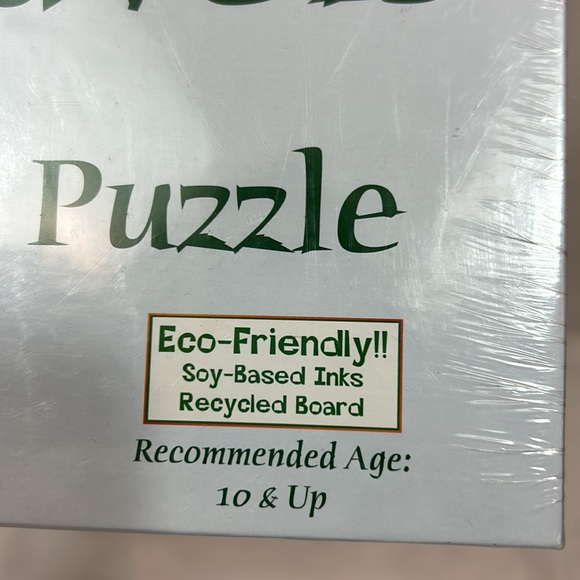 Puzzle
Eco-Friendly!!
Soy-Based Inks
Recycled Board
Recommended Age:
10 & Up